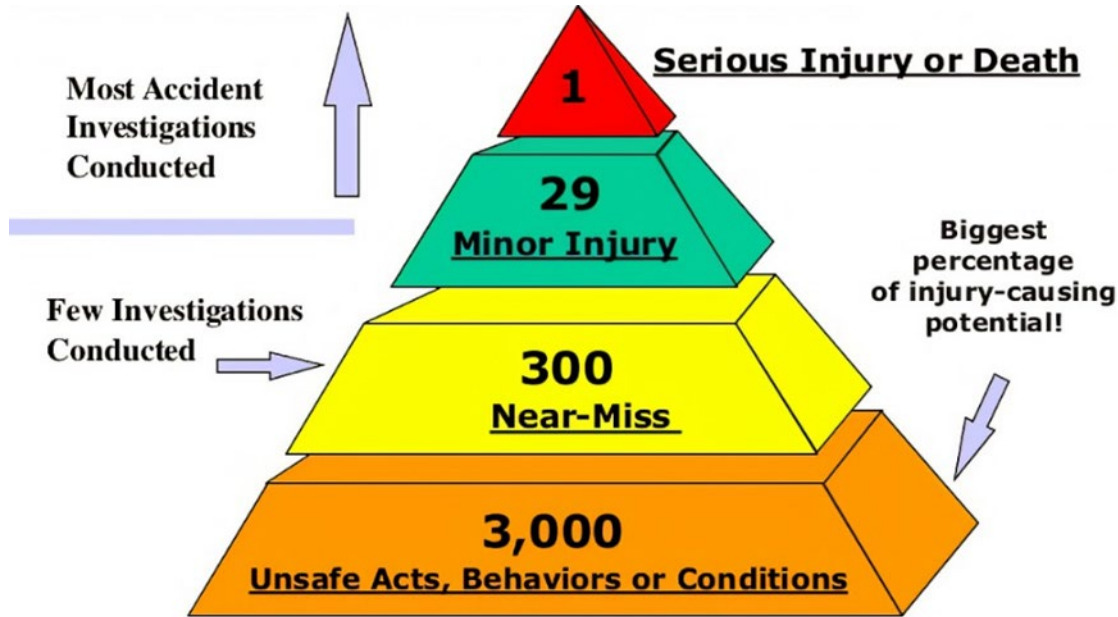 Most Accident
Investigations
Conducted
1
Serious Injury or Death
29
Minor Injury
Few Investigations
Conducted
Biggest
percentage
of injury-causing
potential!
300
Near-Miss
3,000
Unsafe Acts, Behaviors or Conditions